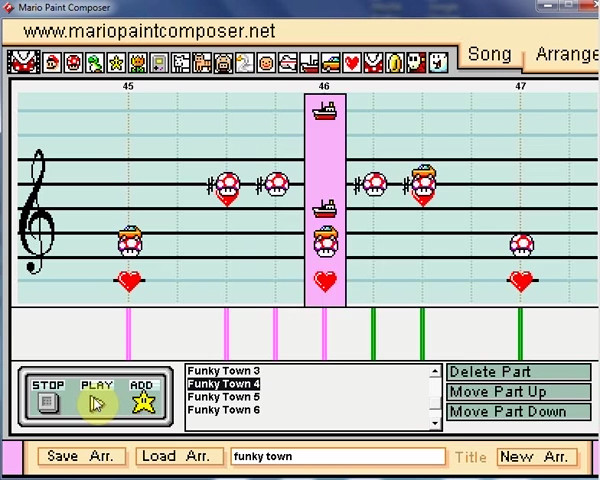 Mario Paint Composer
www.mariopaintcomposer.net
Song
Arrange
45
46
47
STOP
PLAY
ADD
Funky Town 3
Funky Town 4
Funky Town 5
Funky Town 6
Delete Part
Move Part Up
Move Part Down
Save Arr.
Load Arr.
funky town
Title
New Arr.